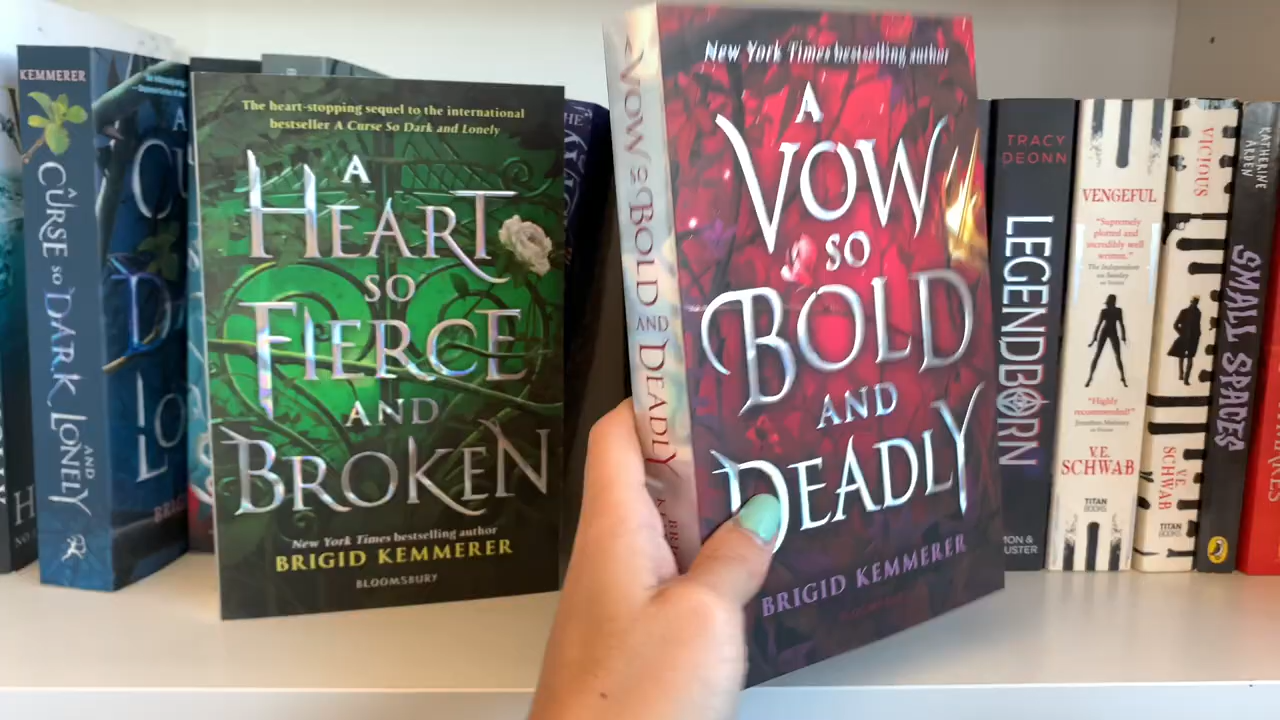 KEMMERER
A CURSE SO DARK AND LONELY
The heart-stopping sequel to the international
bestseller A Curse So Dark and Lonely
A
HEART
SO
FIERCE
AND
BROKEN
New York Times bestselling author
BRIGID KEMMERER
BLOOMSBURY
VOW SO BOLD AND DEADLY
New York Times bestselling author
A
VOW
SO
BOLD
AND
DEADLY
BRIGID KEMMERER
TRACY
DEONN
LEGENDBORN
VENGEFUL
"Supremely
plotted and
incredibly well
written."
"Highly
recommended!"
V.E.
SCHWAB
TITAN
BOOKS
VICIOUS
V.E.
SCHWAB
TITAN
BOOKS
KATHERINE
ARDEN
SMALL SPACES